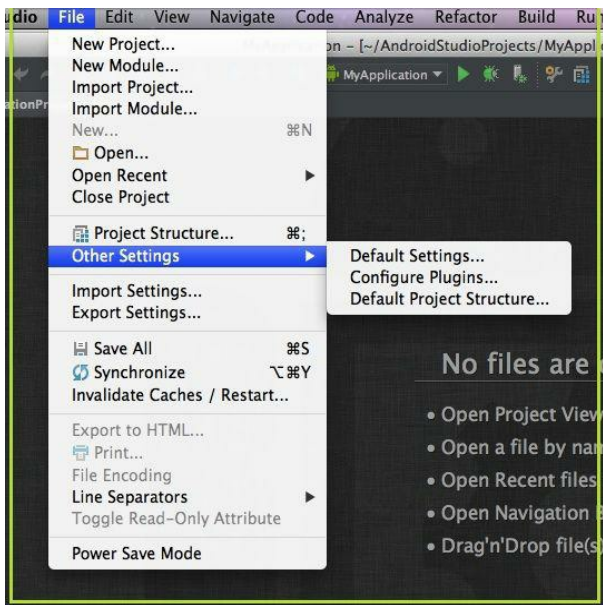 File Edit View Navigate Code Analyze Refactor Build
on – [~/AndroidStudioProjects/MyAppl
MyApplication
New Project...
New Module...
Import Project...
Import Module...
New... ⌘N
Open...
Open Recent
Close Project
Project Structure... ⌘;
Other Settings
Default Settings...
Configure Plugins...
Default Project Structure...
Import Settings...
Export Settings...
Save All ⌘S
Synchronize ⌥⌘Y
Invalidate Caches / Restart...
Export to HTML...
Print...
File Encoding
Line Separators
Toggle Read-Only Attribute
Power Save Mode
No files are
• Open Project View
• Open a file by nam
• Open Recent files
• Open Navigation
• Drag'n'Drop file(s)